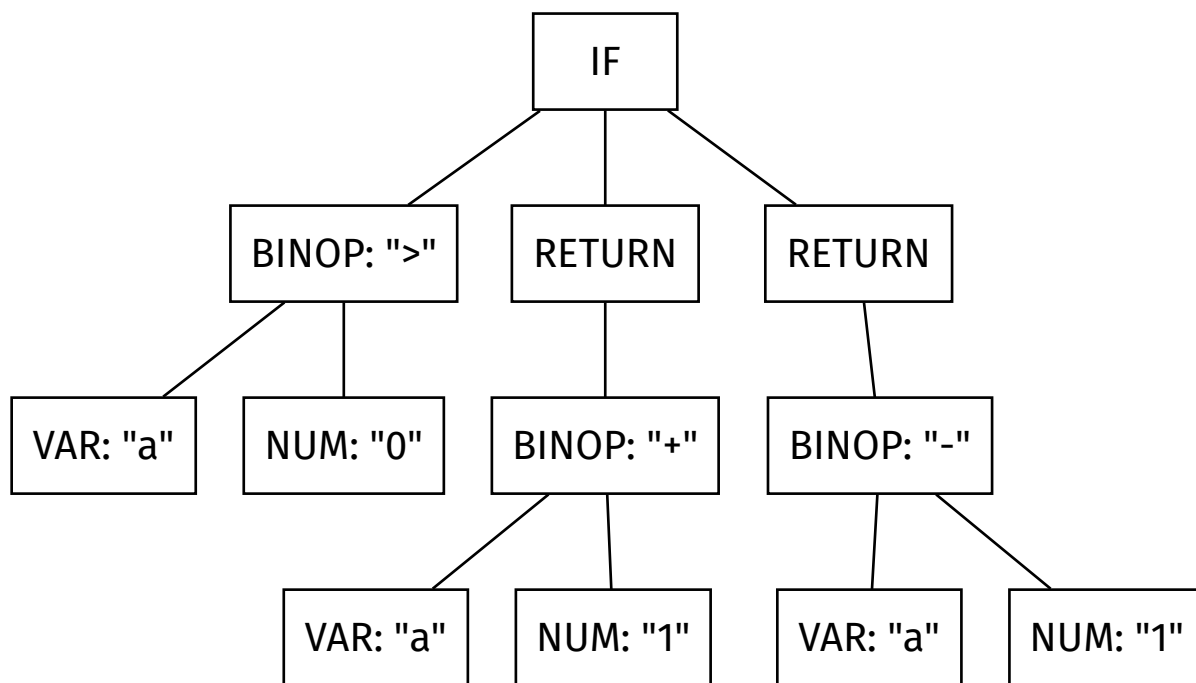 IF
BINOP: ">"
RETURN
RETURN
VAR: "a"
NUM: "0"
BINOP: "+"
BINOP: "-"
VAR: "a"
NUM: "1"
VAR: "a"
NUM: "1"